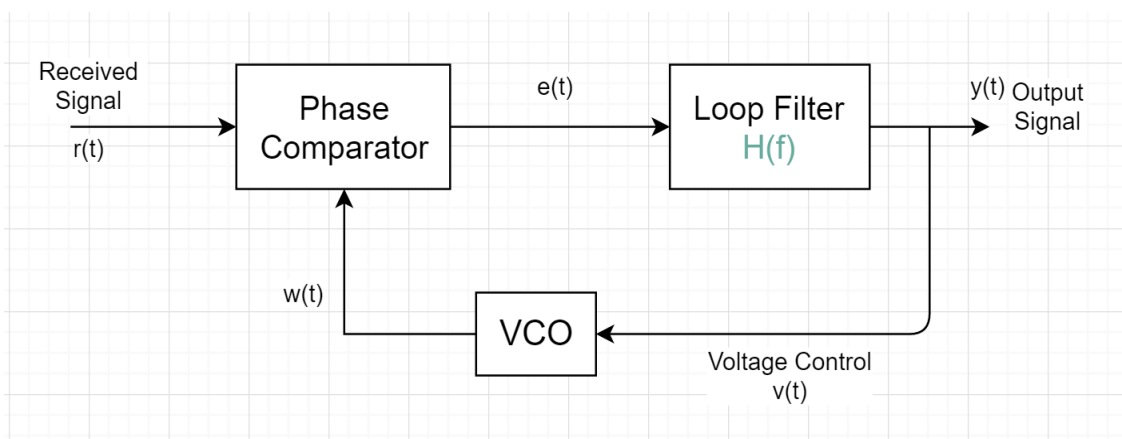 Received
Signal
r(t)
Phase
Comparator
e(t)
Loop Filter
H(f)
y(t)
Output
Signal
w(t)
VCO
Voltage Control
v(t)